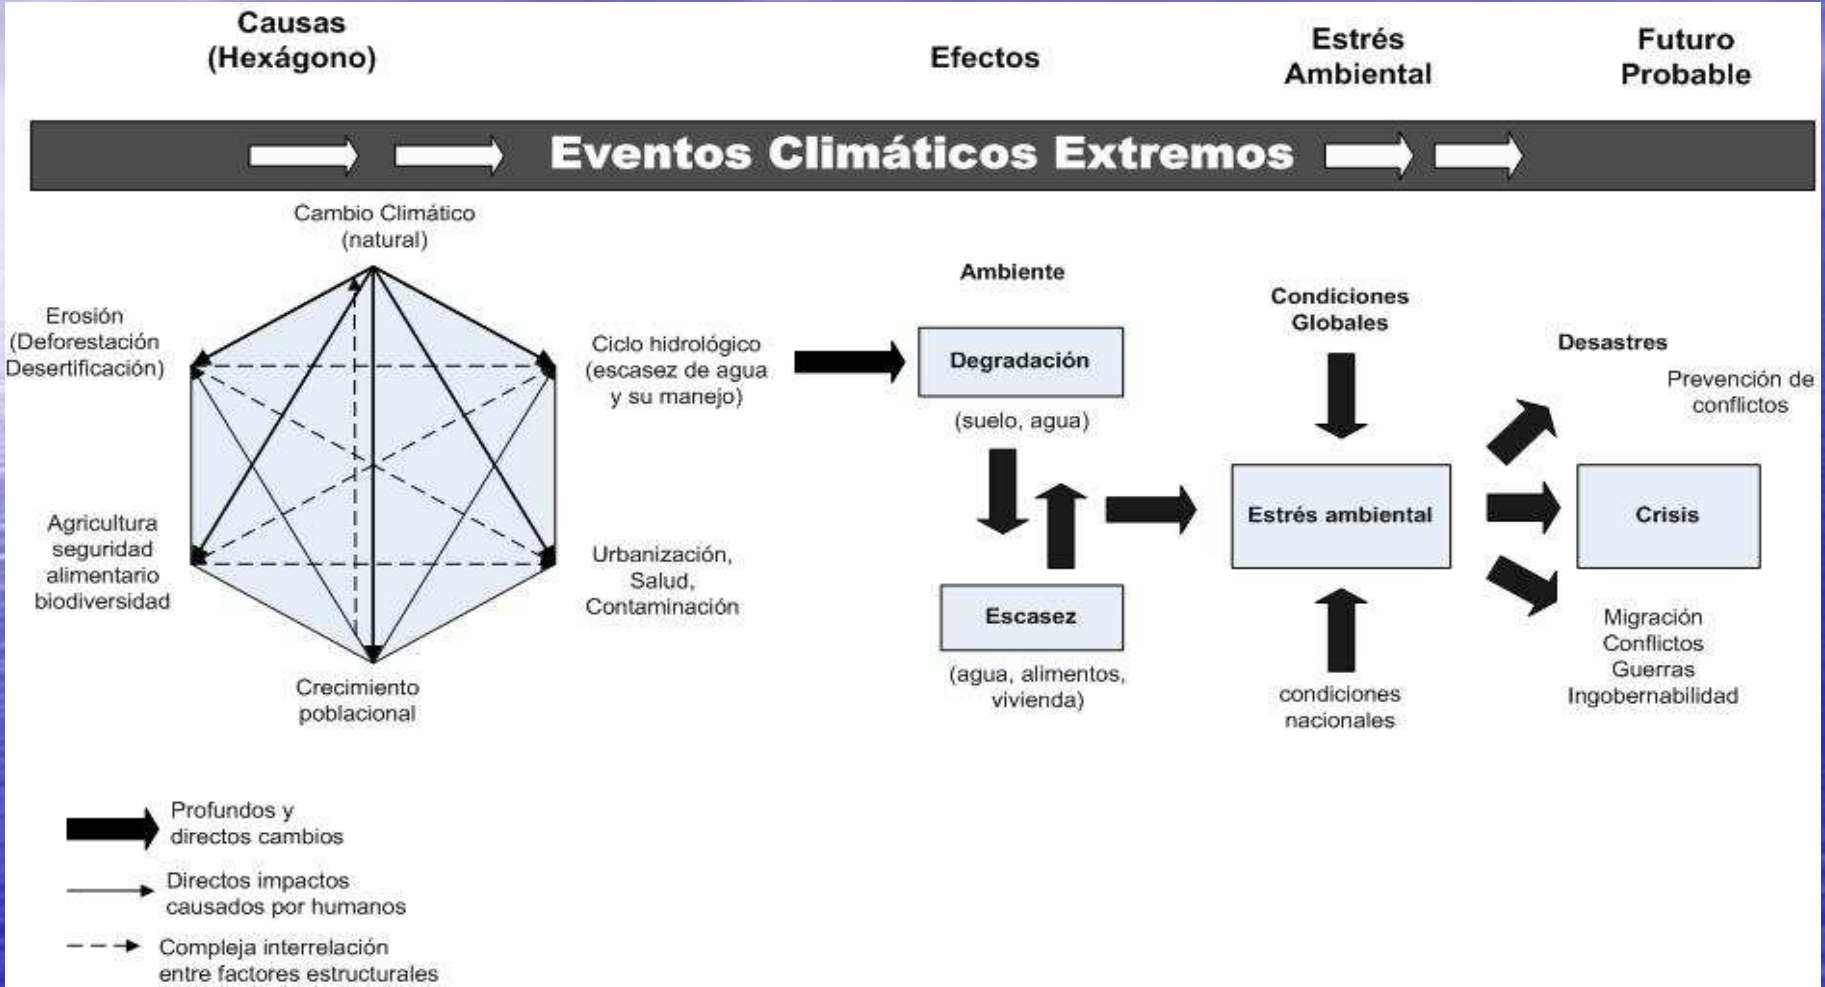 Causas
(Hexágono)
Efectos
Estrés
Ambiental
Futuro
Probable
Eventos Climáticos Extremos
Cambio Climático
(natural)
Erosión
(Deforestación
Desertificación)
Ciclo hidrológico
(escasez de agua
y su manejo)
Agricultura
seguridad
alimentario
biodiversidad
Urbanización,
Salud,
Contaminación
Crecimiento
poblacional
Ambiente
Degradación
(suelo, agua)
Escasez
(agua, alimentos,
vivienda)
Condiciones
Globales
Estrés ambiental
condiciones
nacionales
Desastres
Prevención de
conflictos
Crisis
Migración
Conflictos
Guerras
Ingobernabilidad
Profundos y
directos cambios
Directos impactos
causados por humanos
Compleja interrelación
entre factores estructurales